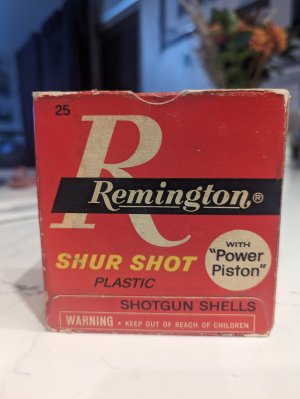 25
R
Remington®
SHUR SHOT
PLASTIC
WITH
"Power
Piston"
SHOTGUN SHELLS
WARNING • KEEP OUT OF REACH OF CHILDREN